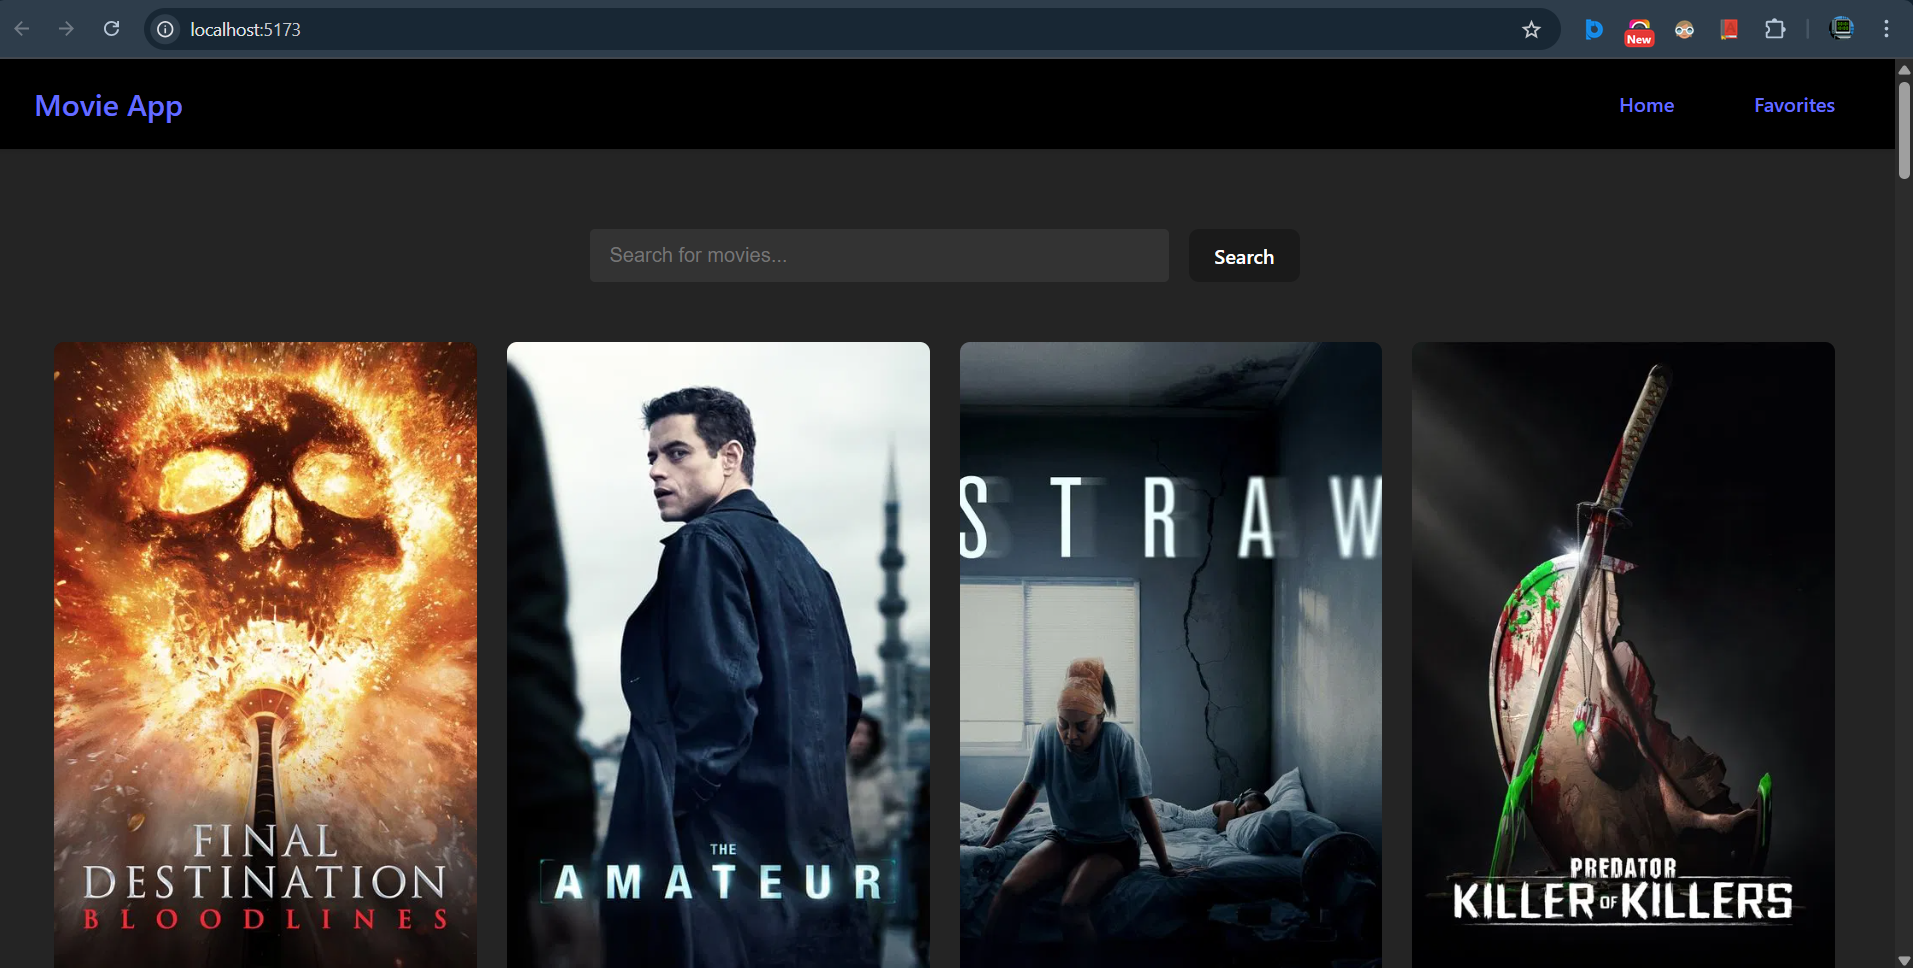 localhost:5173
New
Movie App
Home
Favorites
Search for movies...
Search
FINAL
DESTINATION
BLOODLINES
THE
AMATEUR
STRAW
PREDATOR
KILLER OF KILLERS